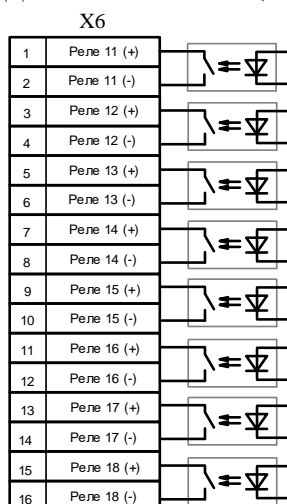 X6
1 Реле 11 (+)
2 Реле 11 (-)
3 Реле 12 (+)
4 Реле 12 (-)
5 Реле 13 (+)
6 Реле 13 (-)
7 Реле 14 (+)
8 Реле 14 (-)
9 Реле 15 (+)
10 Реле 15 (-)
11 Реле 16 (+)
12 Реле 16 (-)
13 Реле 17 (+)
14 Реле 17 (-)
15 Реле 18 (+)
16 Реле 18 (-)